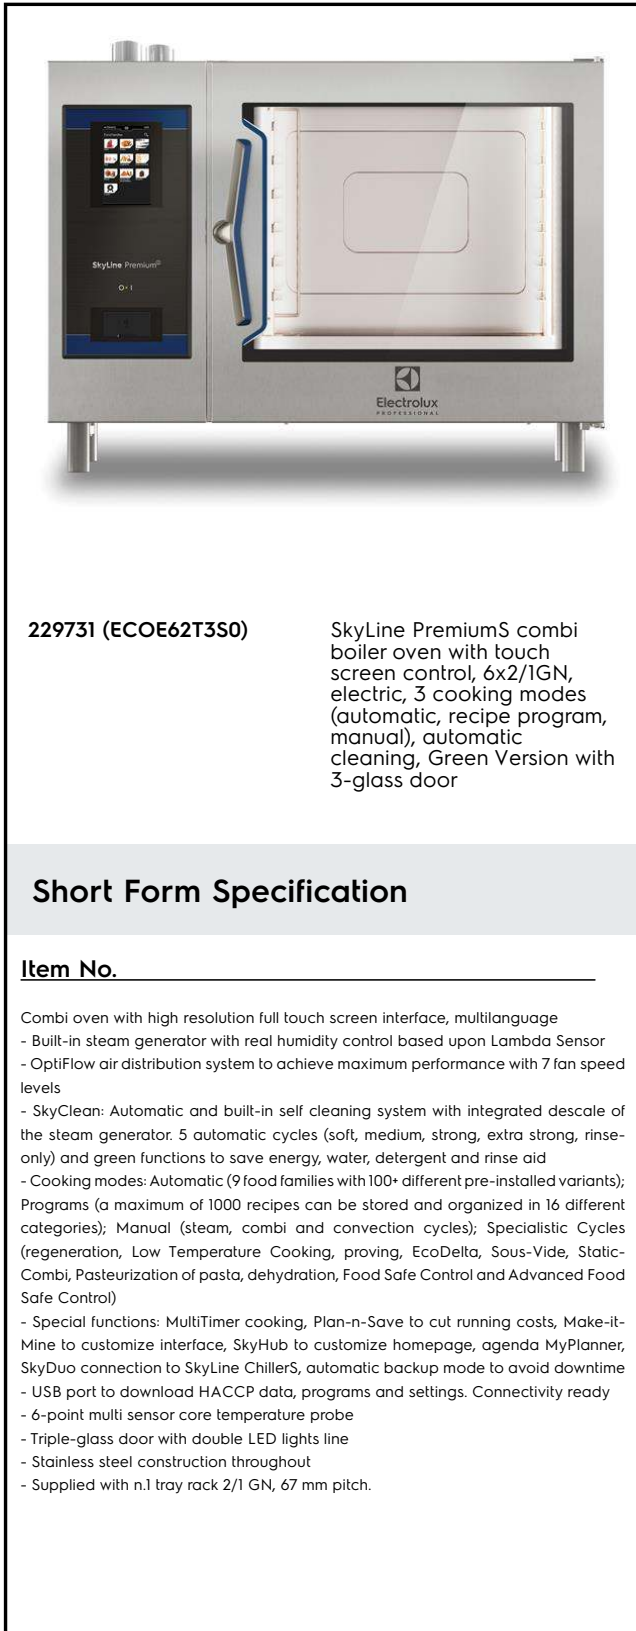 SkyLine PremiumS
Electrolux
PROFESSIONAL
229731 (ECOE62T3S0)
SkyLine PremiumS combi
boiler oven with touch
screen control, 6x2/1GN,
electric, 3 cooking modes
(automatic, recipe program,
manual), automatic
cleaning, Green Version with
3-glass door
Short Form Specification
Item No.
Combi oven with high resolution full touch screen interface, multilanguage
- Built-in steam generator with real humidity control based upon Lambda Sensor
- OptiFlow air distribution system to achieve maximum performance with 7 fan speed
levels
- SkyClean: Automatic and built-in self cleaning system with integrated descale of
the steam generator. 5 automatic cycles (soft, medium, strong, extra strong, rinse-
only) and green functions to save energy, water, detergent and rinse aid
- Cooking modes: Automatic (9 food families with 100+ different pre-installed variants);
Programs (a maximum of 1000 recipes can be stored and organized in 16 different
categories); Manual (steam, combi and convection cycles); Specialistic Cycles
(regeneration, Low Temperature Cooking, proving, EcoDelta, Sous-Vide, Static-
Combi, Pasteurization of pasta, dehydration, Food Safe Control and Advanced Food
Safe Control)
- Special functions: MultiTimer cooking, Plan-n-Save to cut running costs, Make-it-
Mine to customize interface, SkyHub to customize homepage, agenda MyPlanner,
SkyDuo connection to SkyLine ChillerS, automatic backup mode to avoid downtime
- USB port to download HACCP data, programs and settings. Connectivity ready
- 6-point multi sensor core temperature probe
- Triple-glass door with double LED lights line
- Stainless steel construction throughout
- Supplied with n.1 tray rack 2/1 GN, 67 mm pitch.